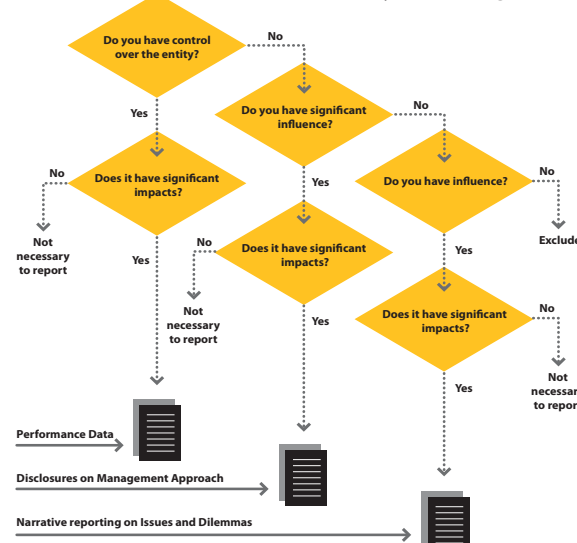 Do you have control
over the entity?
No
Yes
Do you have significant
influence?
No
No
Does it have significant
impacts?
Yes
Do you have influence?
No
Not
necessary
to report
Yes
No
Does it have significant
impacts?
Yes
Exclude
Not
necessary
to report
Yes
Does it have significant
impacts?
No
Yes
Not
to report
Performance Data
Disclosures on Management Approach
Narrative reporting on Issues and Dilemmas